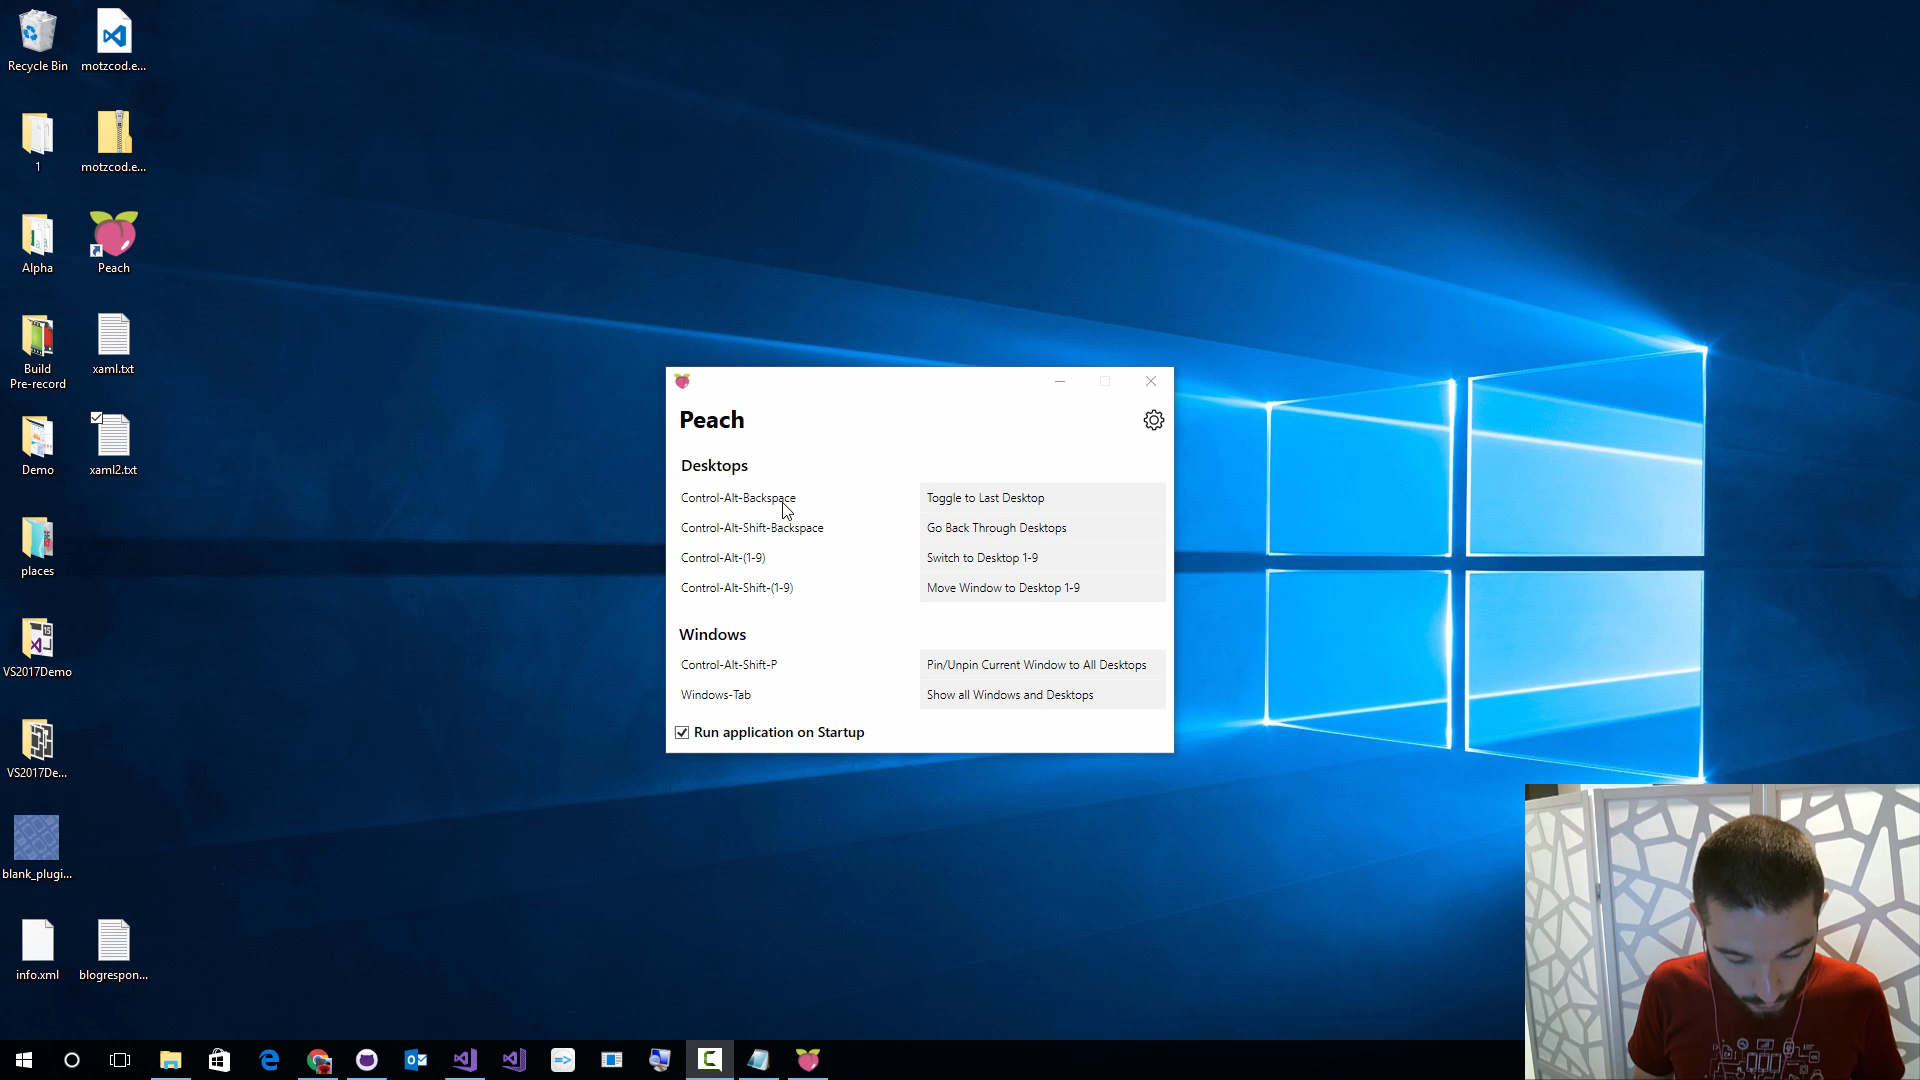 Recycle Bin
motzcod.e...
1
motzcod.e...
Alpha
Peach
Build
Pre-record
xaml.txt
Demo
xaml2.txt
places
VS2017Demo
VS2017De...
blank_plugi...
info.xml
blogrespon...
Peach
Desktops
Control-Alt-Backspace
Toggle to Last Desktop
Control-Alt-Shift-Backspace
Go Back Through Desktops
Control-Alt-(1-9)
Switch to Desktop 1-9
Control-Alt-Shift-(1-9)
Move Window to Desktop 1-9
Windows
Control-Alt-Shift-P
Pin/Unpin Current Window to All Desktops
Windows-Tab
Show all Windows and Desktops
Run application on Startup